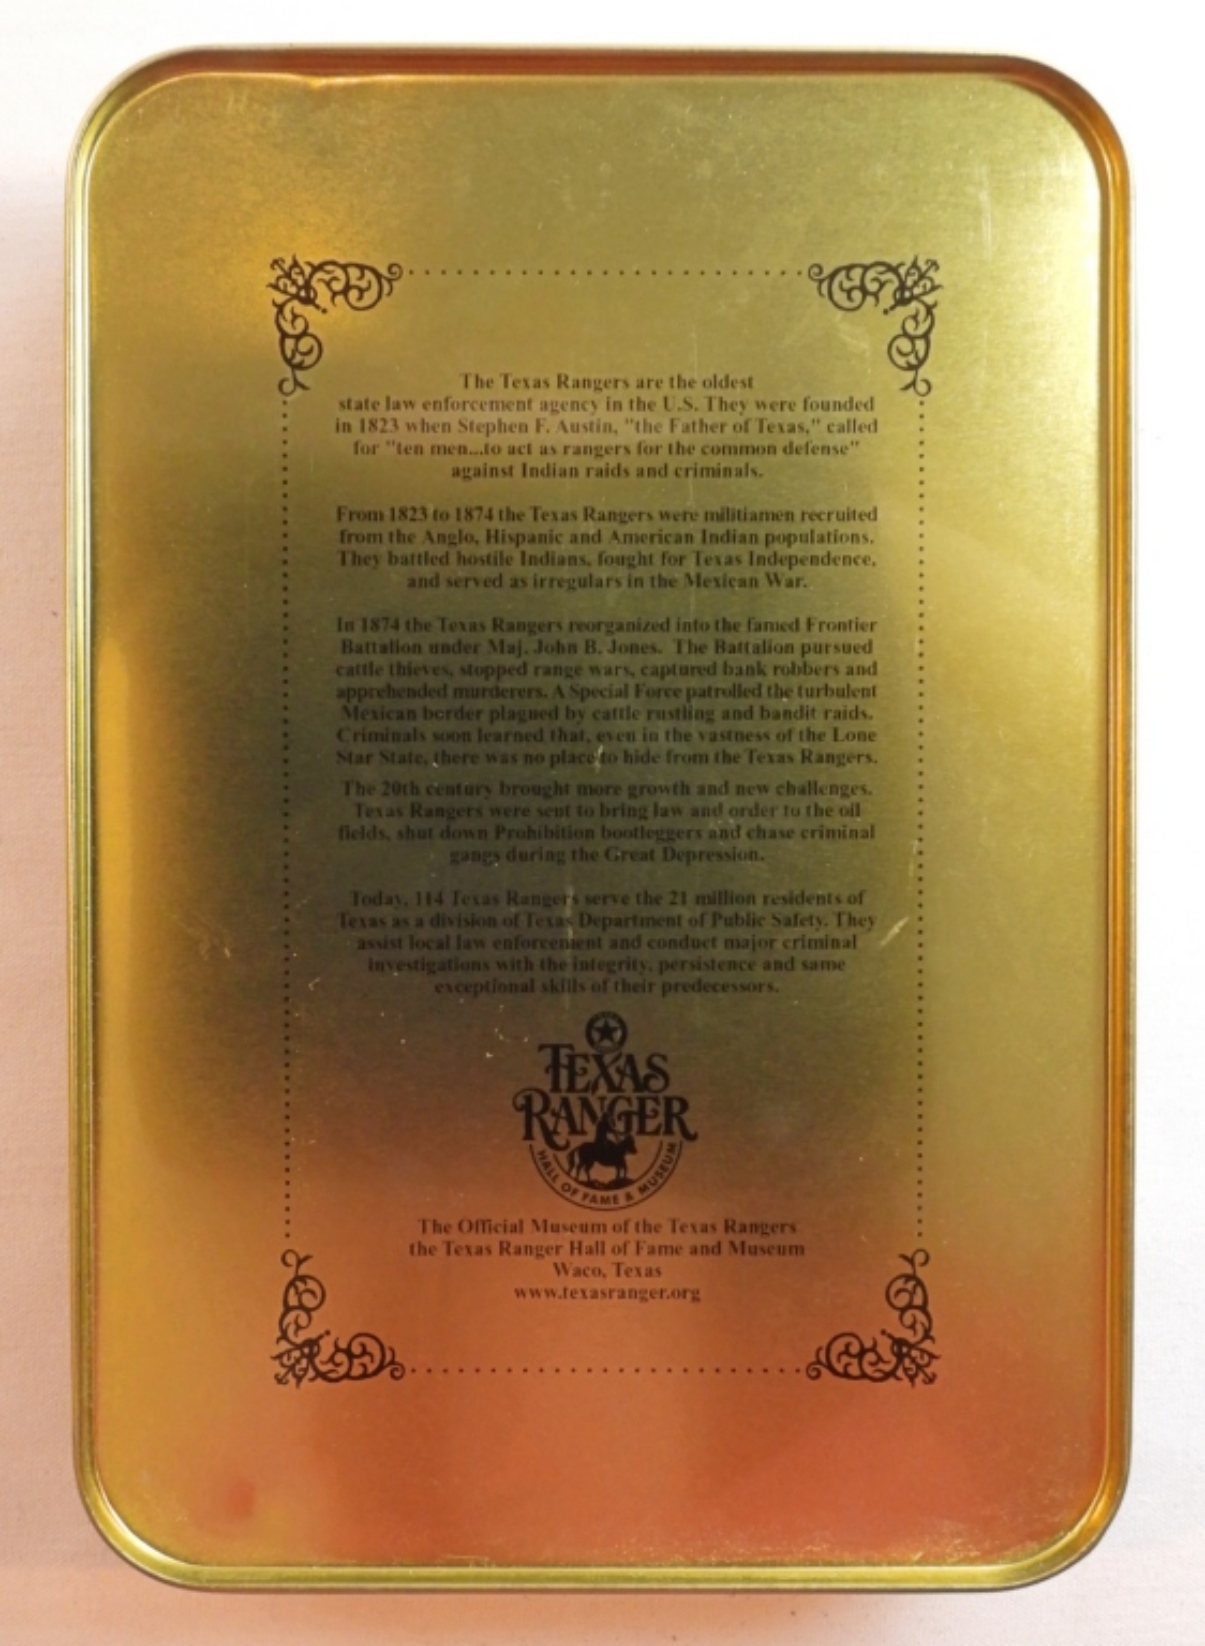 The Texas Rangers are the oldest
state law enforcement agency in the U.S. They were founded
in 1823 when Stephen F. Austin, "the Father of Texas," called
for "ten men...to act as rangers for the common defense"
against Indian raids and criminals.
From 1823 to 1874 the Texas Rangers were militiamen recruited
from the Anglo, Hispanic and American Indian populations.
They battled hostile Indians, fought for Texas Independence,
and served as irregulars in the Mexican War.
In 1874 the Texas Rangers reorganized into the famed Frontier
Battalion under Maj. John B. Jones. The Battalion pursued
cattle thieves, stopped range wars, captured bank robbers and
apprehended murderers. A Special Force patrolled the turbulent
Mexican border plagued by cattle rustling and bandit raids.
Criminals soon learned that, even in the vastness of the Lone
Star State, there was no place to hide from the Texas Rangers.
The 20th century brought more growth and new challenges.
Texas Rangers were sent to bring law and order to the oil
fields, shut down Prohibition bootleggers and chase criminal
gangs during the Great Depression.
Today, 114 Texas Rangers serve the 21 million residents of
Texas as a division of Texas Department of Public Safety. They
assist local law enforcement and conduct major criminal
investigations with the integrity, persistence and same
exceptional skills of their predecessors.
TEXAS
RANGER
HALL OF FAME & MUSEUM
The Official Museum of the Texas Rangers
the Texas Ranger Hall of Fame and Museum
Waco, Texas
www.texasranger.org